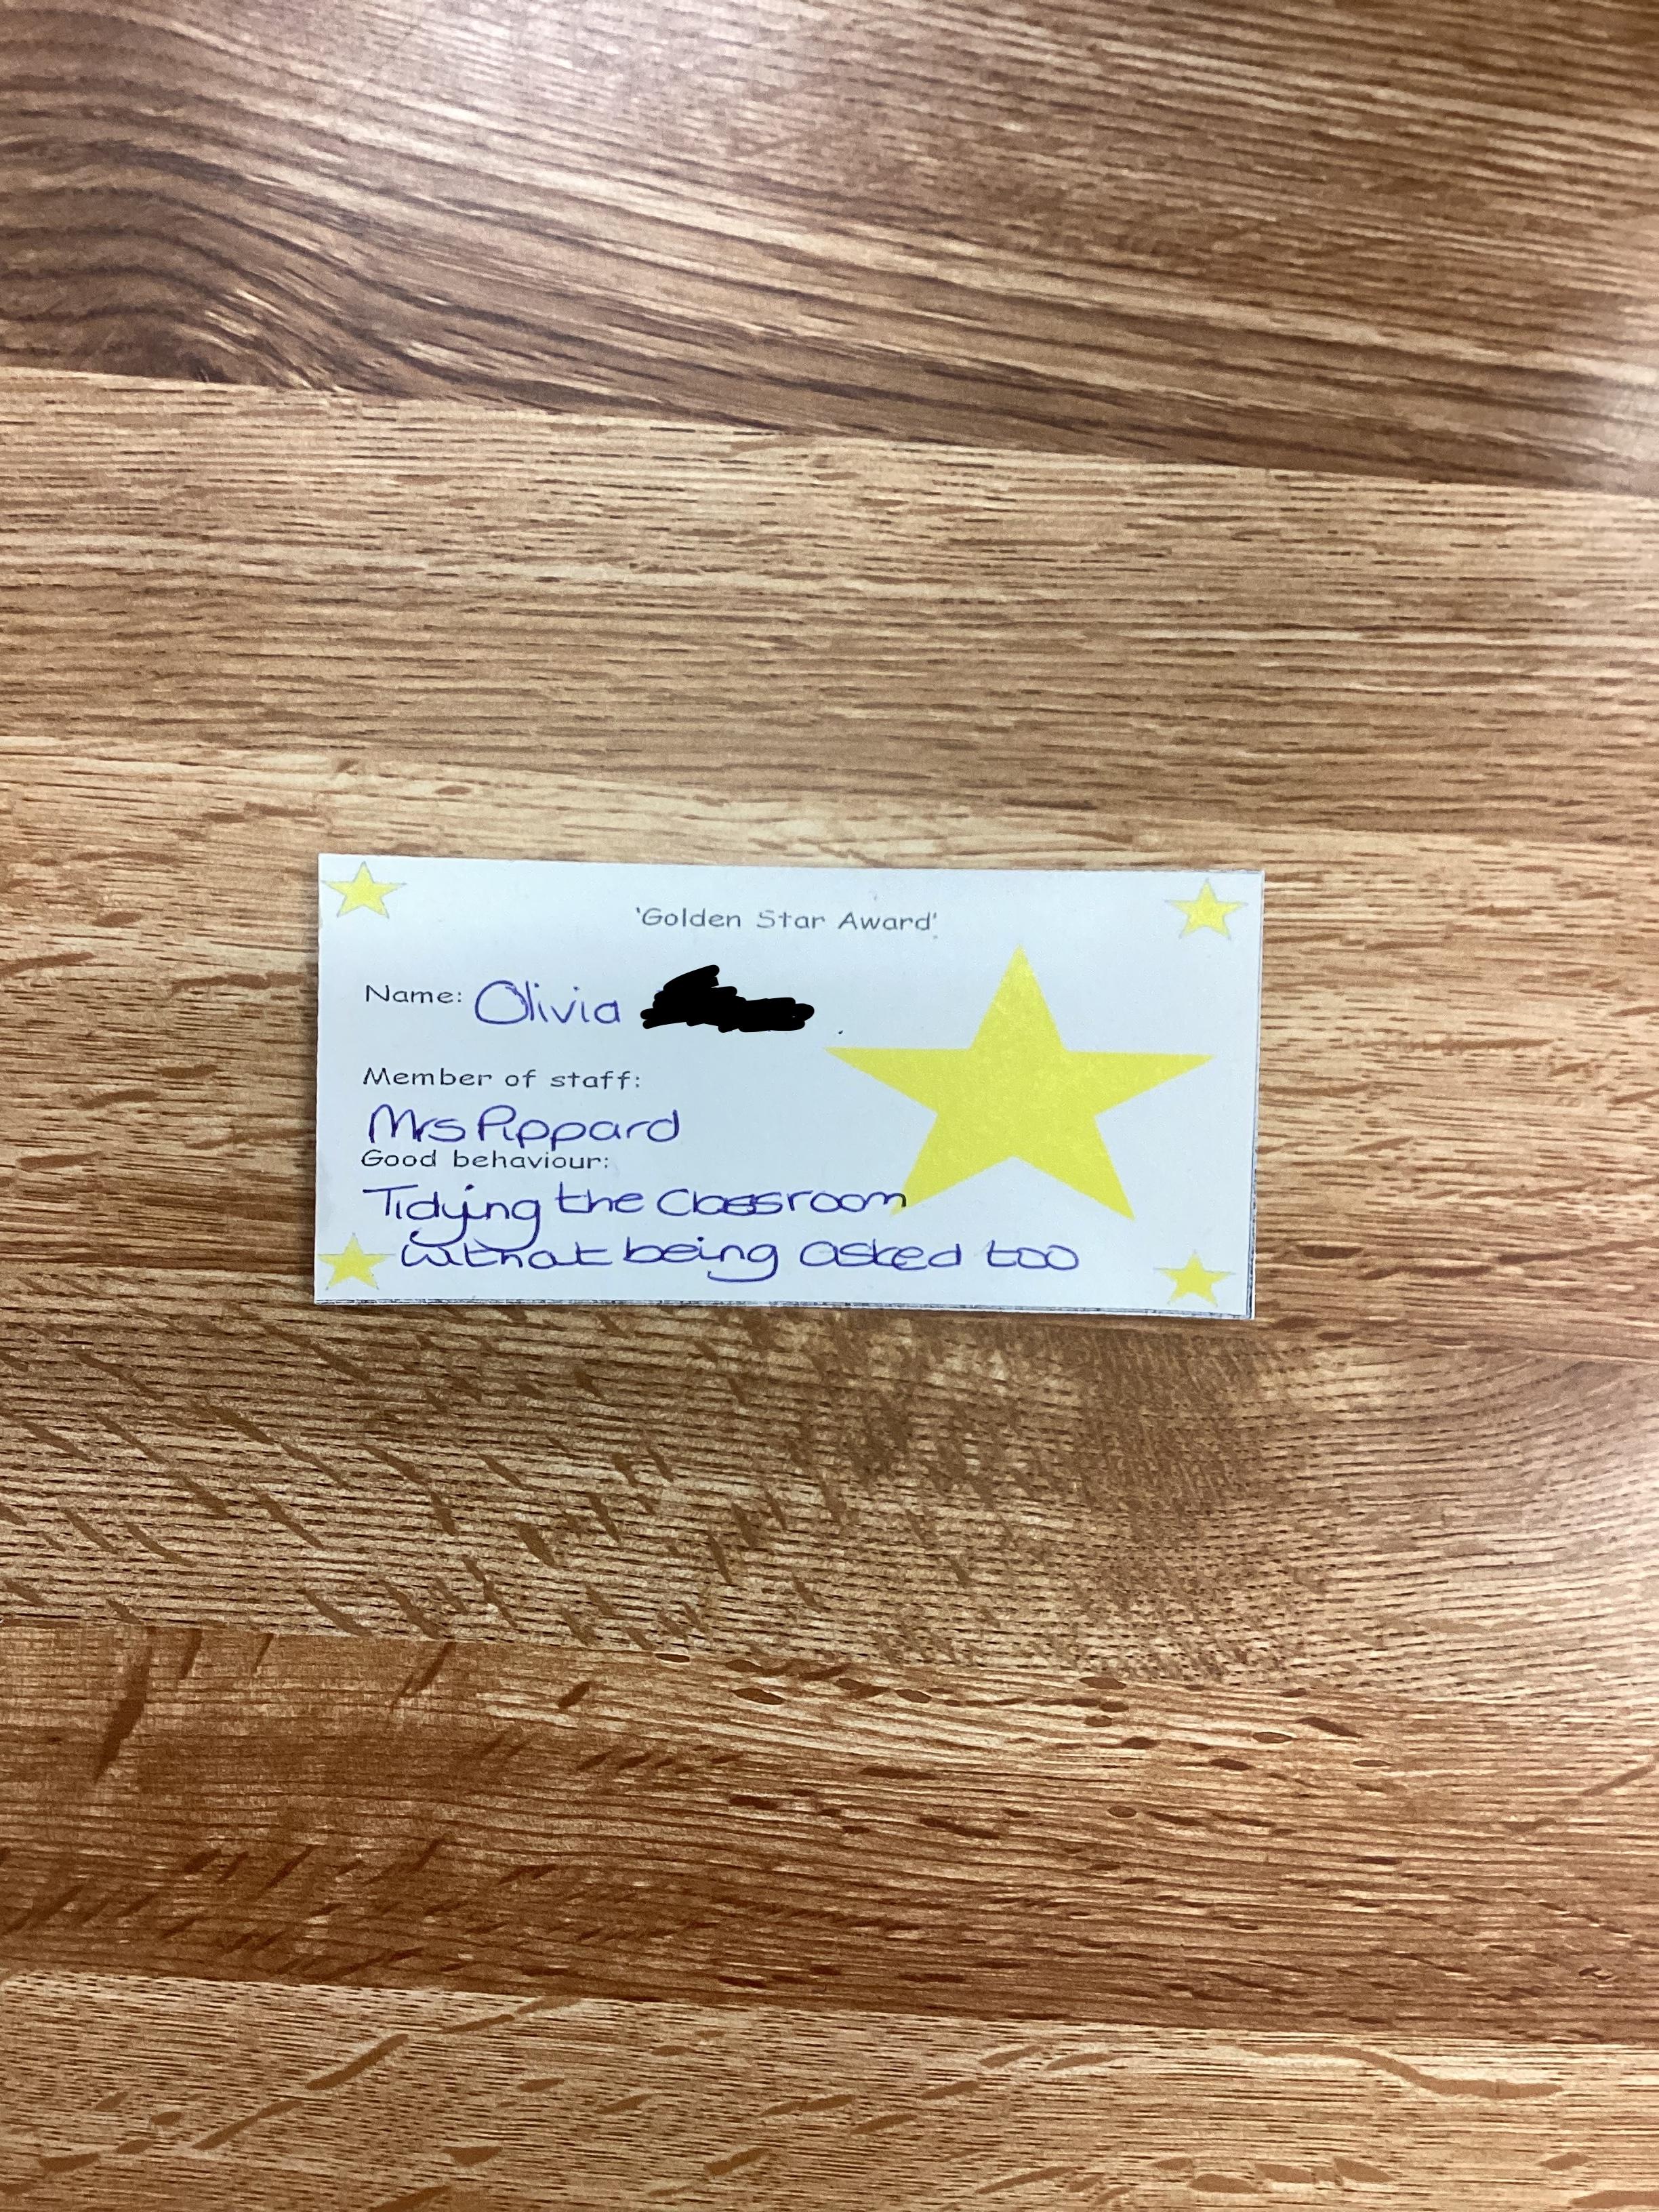 'Golden Star Award'
Name: Olivia
Member of staff:
Mrs Pippard
Good behaviour:
Tidying the classroom
without being asked too